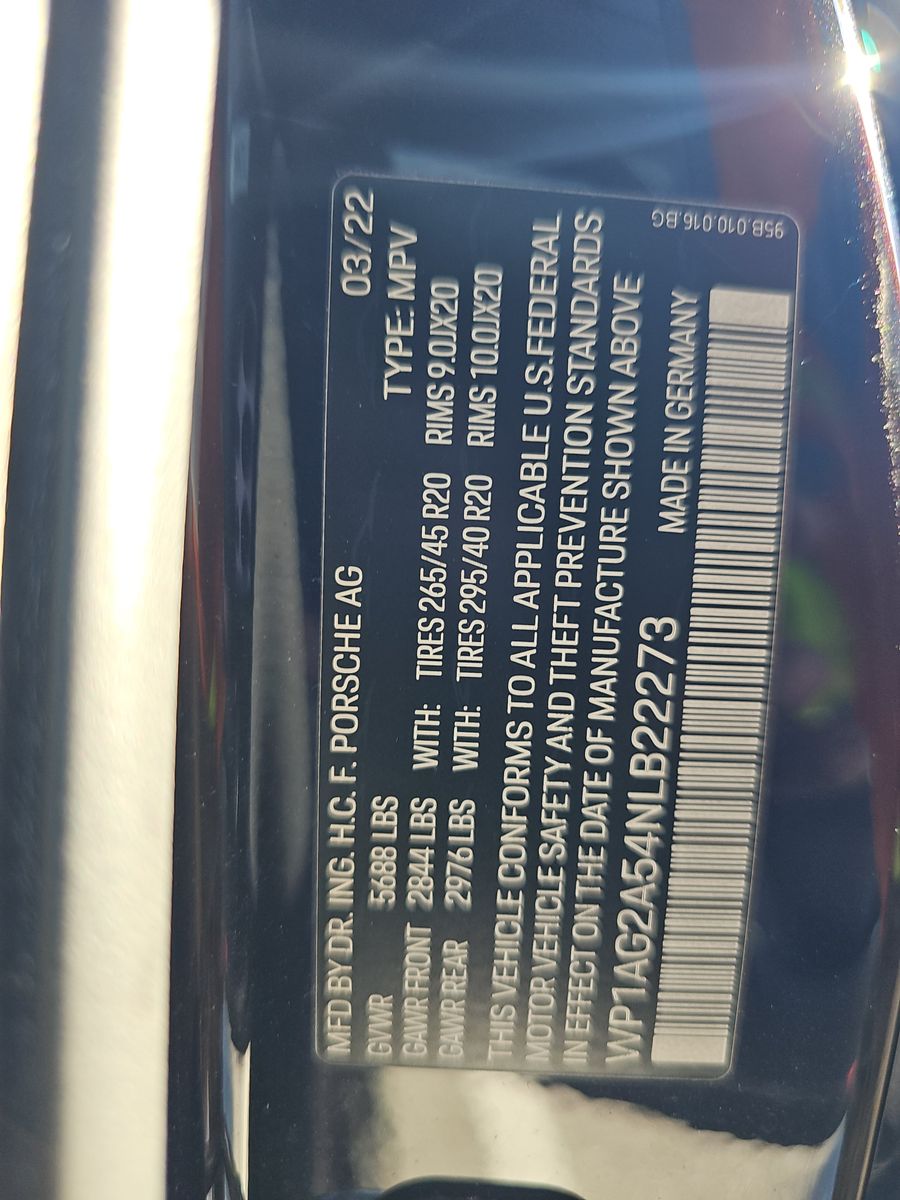 MFD BY DR. ING. H.C. F. PORSCHE AG 03/22
GVWR 5688 LBS TYPE: MPV
GAWR FRONT 2844 LBS WITH: TIRES 265/45 R20 RIMS 9.0JX20
GAWR REAR 2976 LBS WITH: TIRES 295/40 R20 RIMS 10.0JX20
THIS VEHICLE CONFORMS TO ALL APPLICABLE U.S. FEDERAL
MOTOR VEHICLE SAFETY AND THEFT PREVENTION STANDARDS
IN EFFECT ON THE DATE OF MANUFACTURE SHOWN ABOVE
WP1AG2A54NLB22273 MADE IN GERMANY
95B.010.016.BG